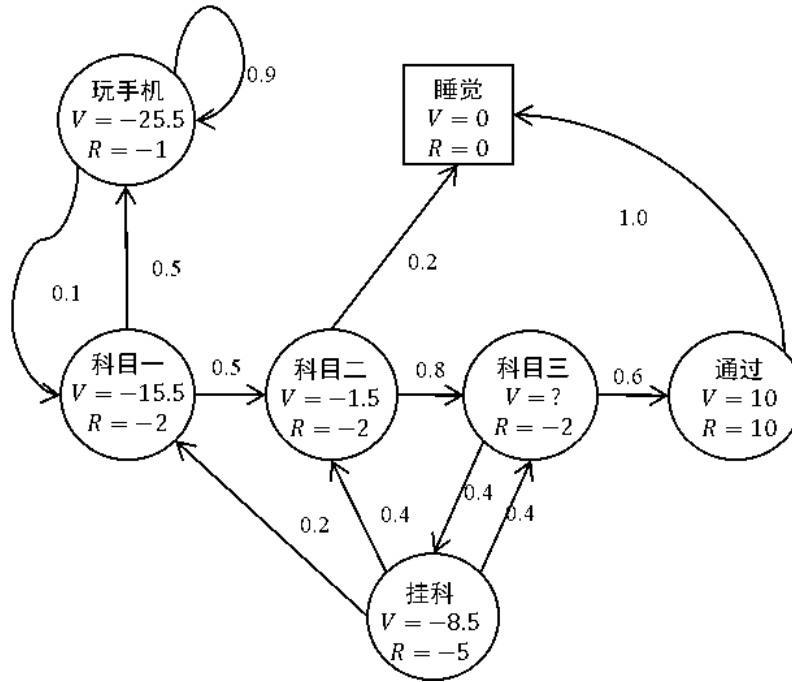 0.9
玩手机
V = −25.5
R = −1
睡觉
V = 0
R = 0
1.0
0.5
0.2
0.1
科目一
V = −15.5
R = −2
0.5
科目二
V = −1.5
R = −2
0.8
科目三
V = ?
R = −2
0.6
通过
V = 10
R = 10
0.2
0.4
0.4
0.4
挂科
V = −8.5
R = −5